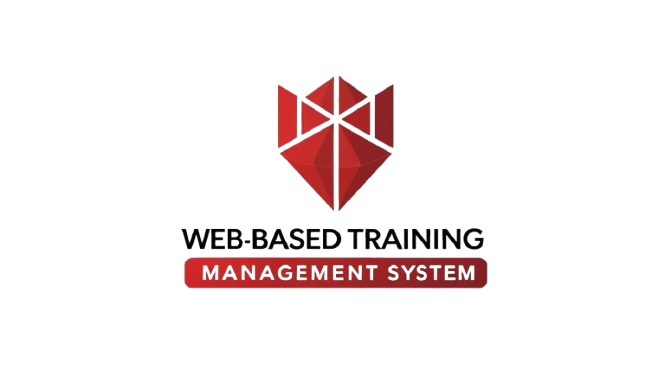 WEB-BASED TRAINING
MANAGEMENT SYSTEM